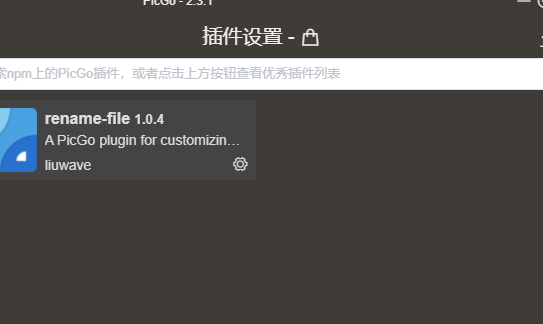 PicGo - 2.3.1
插件设置 -
索npm上的PicGo插件，或者点击上方按钮查看优秀插件列表
rename-file 1.0.4
A PicGo plugin for customizin...
liuwave